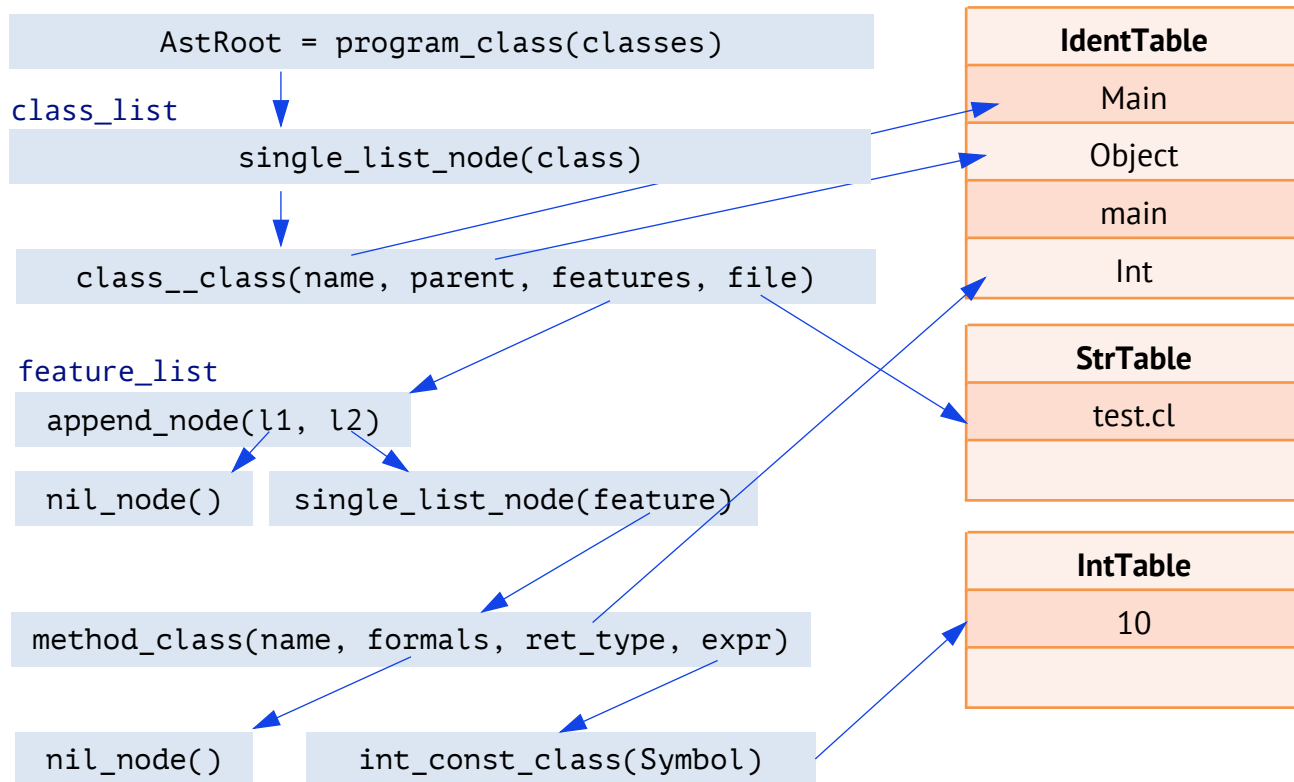 AstRoot = program_class(classes)
class_list
single_list_node(class)
class__class(name, parent, features, file)
feature_list
append_node(l1, l2)
nil_node()
single_list_node(feature)
method_class(name, formals, ret_type, expr)
nil_node()
int_const_class(Symbol)
IdentTable
Main
Object
main
Int
StrTable
test.cl
IntTable
10